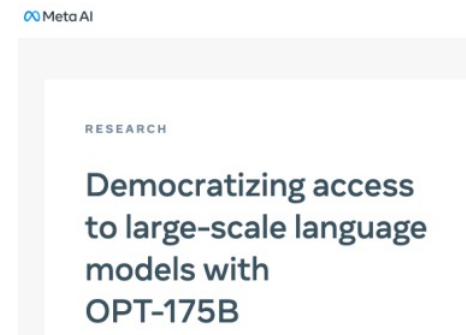 Meta AI
RESEARCH
Democratizing access
to large-scale language
models with
OPT-175B